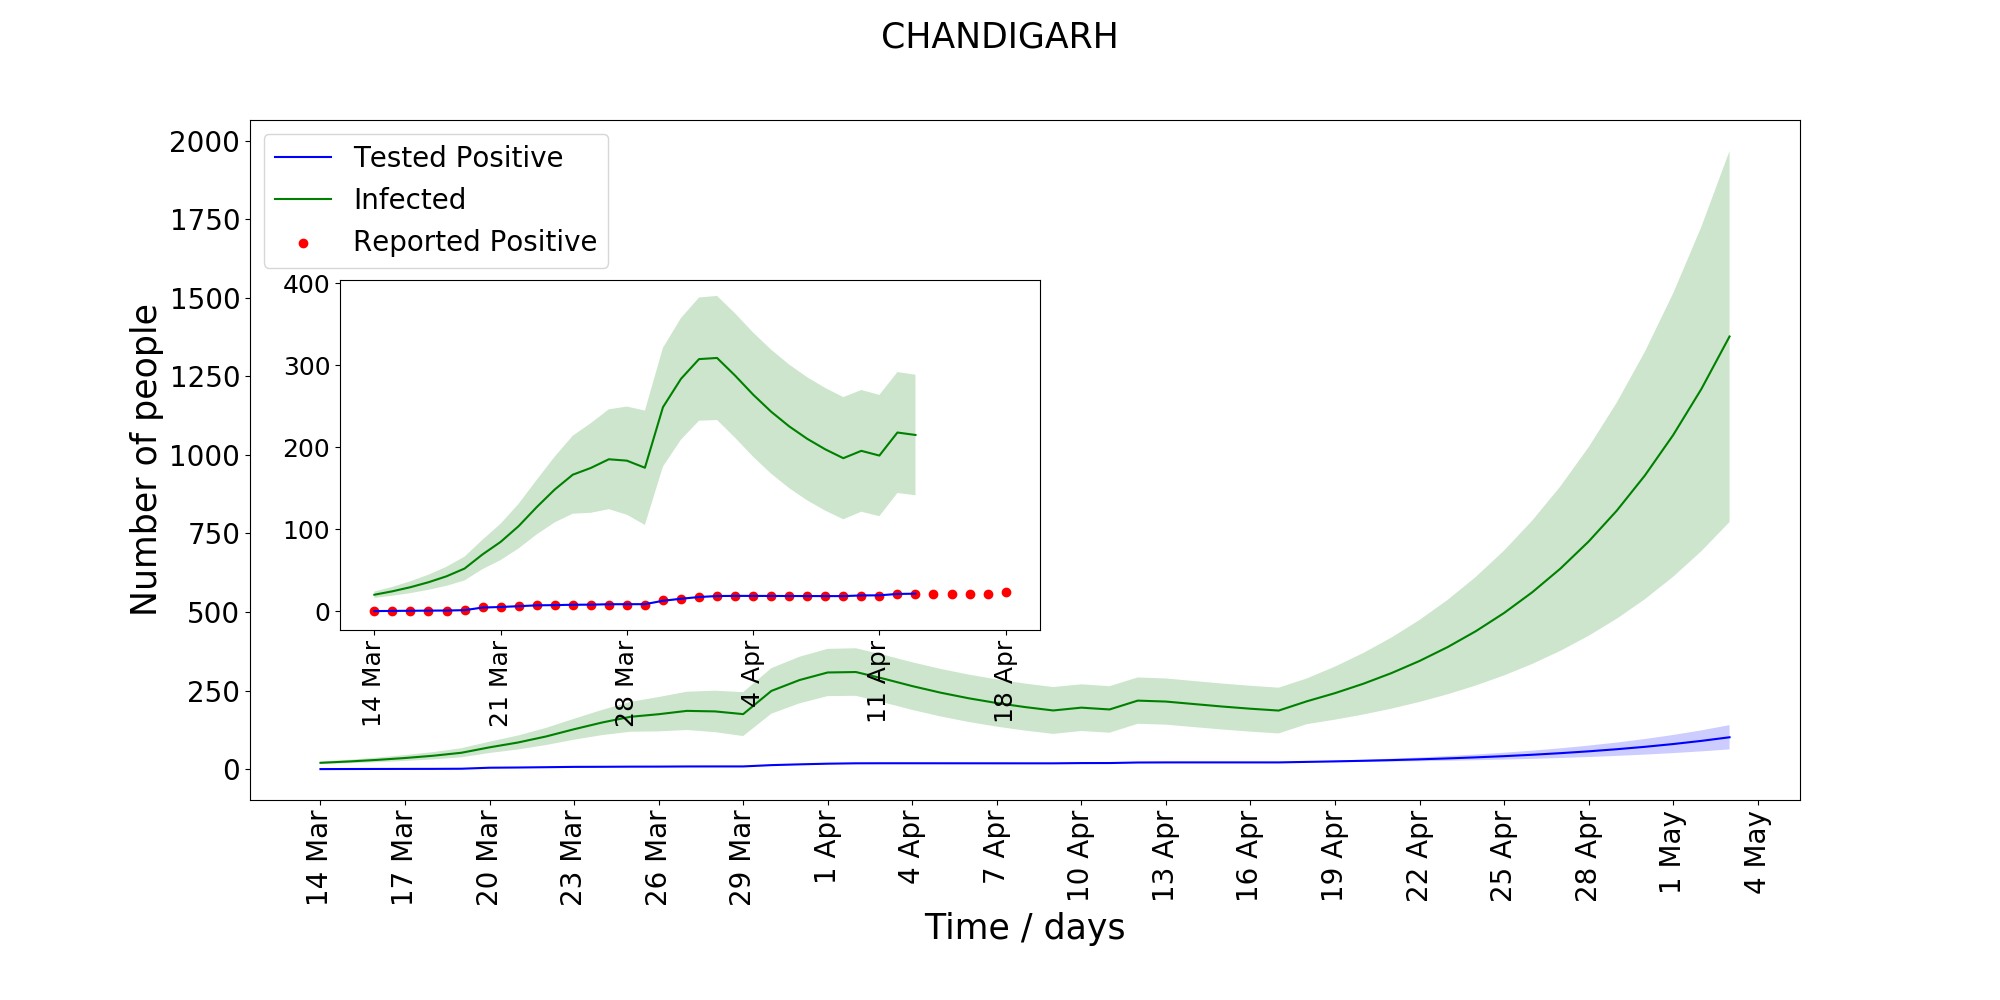 CHANDIGARH
Tested Positive
Infected
Reported Positive
Number of people
2000
1750
1500
1250
1000
750
500
250
0
400
300
200
100
0
14 Mar
21 Mar
28 Mar
4 Apr
11 Apr
18 Apr
14 Mar
17 Mar
20 Mar
23 Mar
26 Mar
29 Mar
1 Apr
4 Apr
7 Apr
10 Apr
13 Apr
16 Apr
19 Apr
22 Apr
25 Apr
28 Apr
1 May
4 May
Time / days